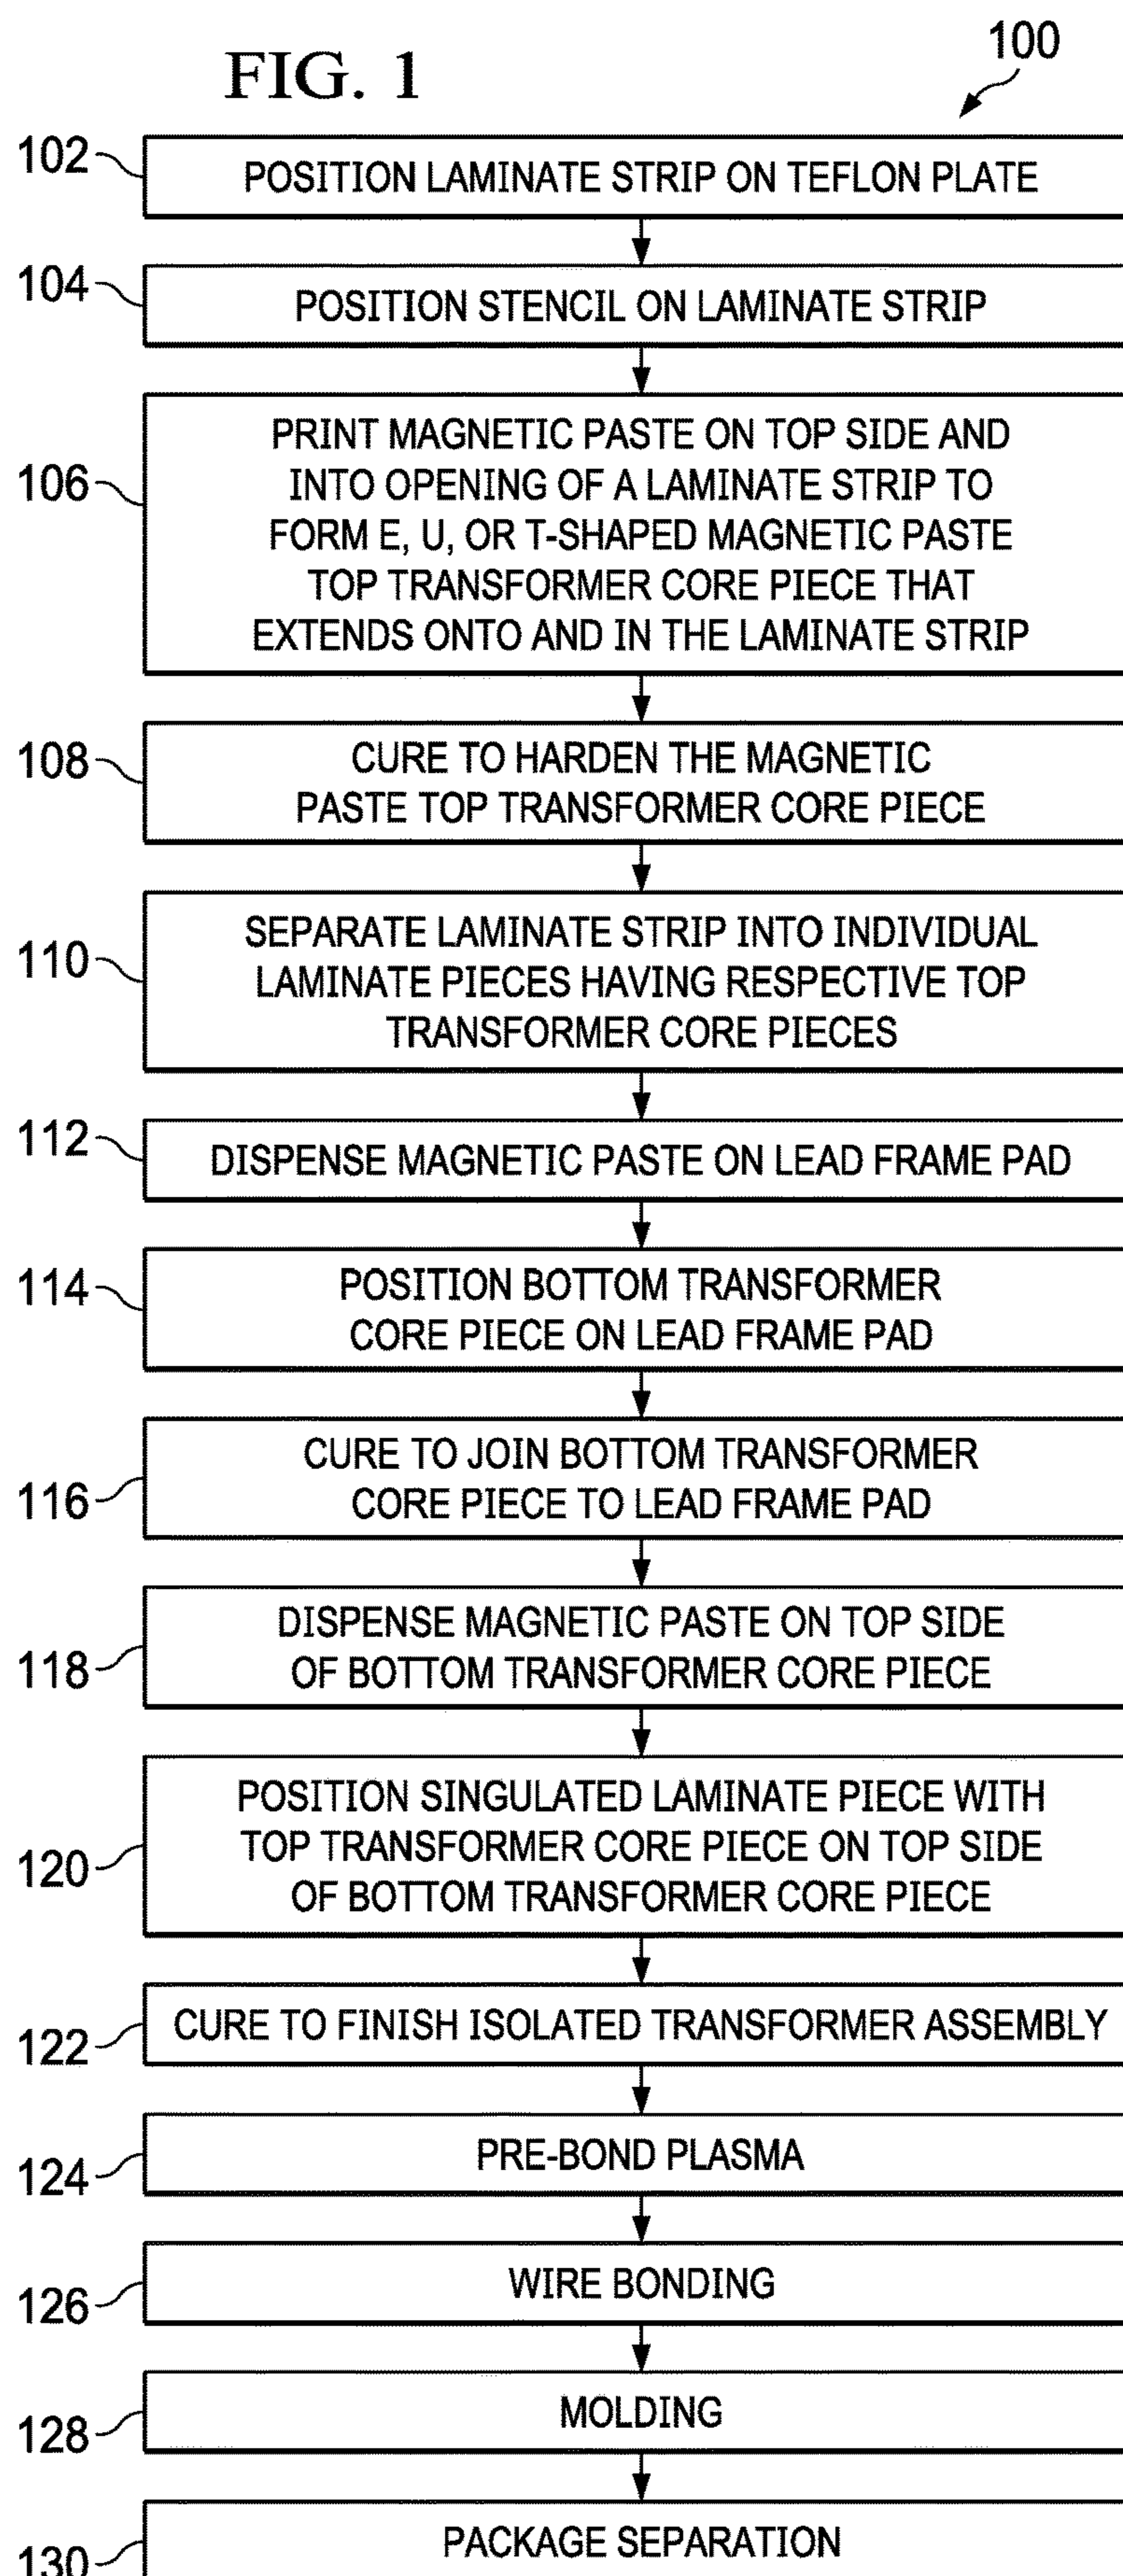 FIG. 1
100
102
POSITION LAMINATE STRIP ON TEFLON PLATE
104
POSITION STENCIL ON LAMINATE STRIP
106
PRINT MAGNETIC PASTE ON TOP SIDE AND
INTO OPENING OF A LAMINATE STRIP TO
FORM E, U, OR T-SHAPED MAGNETIC PASTE
TOP TRANSFORMER CORE PIECE THAT
EXTENDS ONTO AND IN THE LAMINATE STRIP
108
CURE TO HARDEN THE MAGNETIC
PASTE TOP TRANSFORMER CORE PIECE
110
SEPARATE LAMINATE STRIP INTO INDIVIDUAL
LAMINATE PIECES HAVING RESPECTIVE TOP
TRANSFORMER CORE PIECES
112
DISPENSE MAGNETIC PASTE ON LEAD FRAME PAD
114
POSITION BOTTOM TRANSFORMER
CORE PIECE ON LEAD FRAME PAD
116
CURE TO JOIN BOTTOM TRANSFORMER
CORE PIECE TO LEAD FRAME PAD
118
DISPENSE MAGNETIC PASTE ON TOP SIDE
OF BOTTOM TRANSFORMER CORE PIECE
120
POSITION SINGULATED LAMINATE PIECE WITH
TOP TRANSFORMER CORE PIECE ON TOP SIDE
OF BOTTOM TRANSFORMER CORE PIECE
122
CURE TO FINISH ISOLATED TRANSFORMER ASSEMBLY
124
PRE-BOND PLASMA
126
WIRE BONDING
128
MOLDING
130
PACKAGE SEPARATION